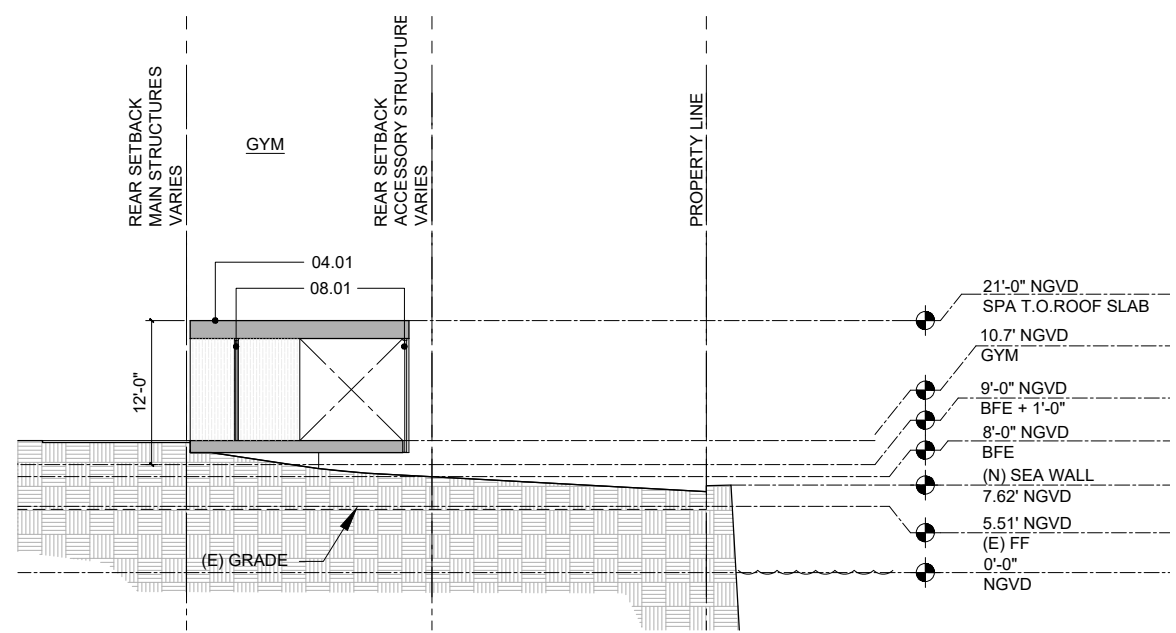 REAR SETBACK
MAIN STRUCTURES
VARIES
GYM
REAR SETBACK
ACCESSORY STRUCTURE
VARIES
PROPERTY LINE
04.01
08.01
12'-0"
(E) GRADE
21'-0" NGVD
SPA T.O.ROOF SLAB
10.7' NGVD
GYM
9'-0" NGVD
BFE + 1'-0"
8'-0" NGVD
BFE
(N) SEA WALL
7.62' NGVD
5.51' NGVD
(E) FF
0'-0"
NGVD